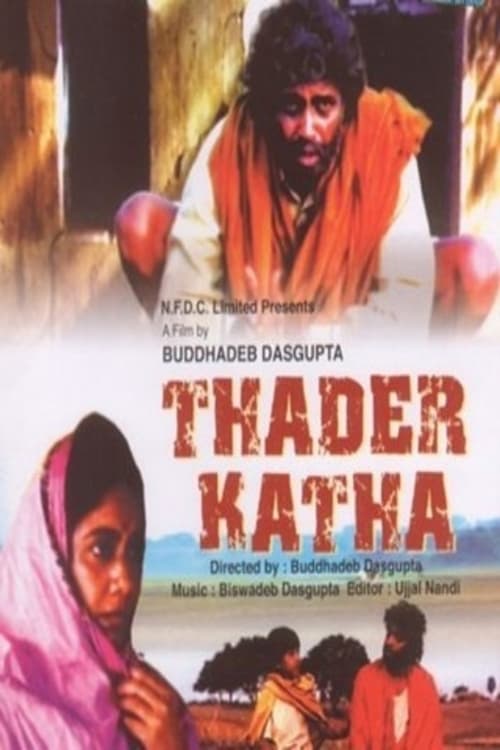 N.F.D.C. Limited Presents
A Film by
BUDDHADEB DASGUPTA
THADER
KATHA
Directed by : Buddhadeb Dasgupta
Music : Biswadeb Dasgupta Editor : Ujjal Nandi